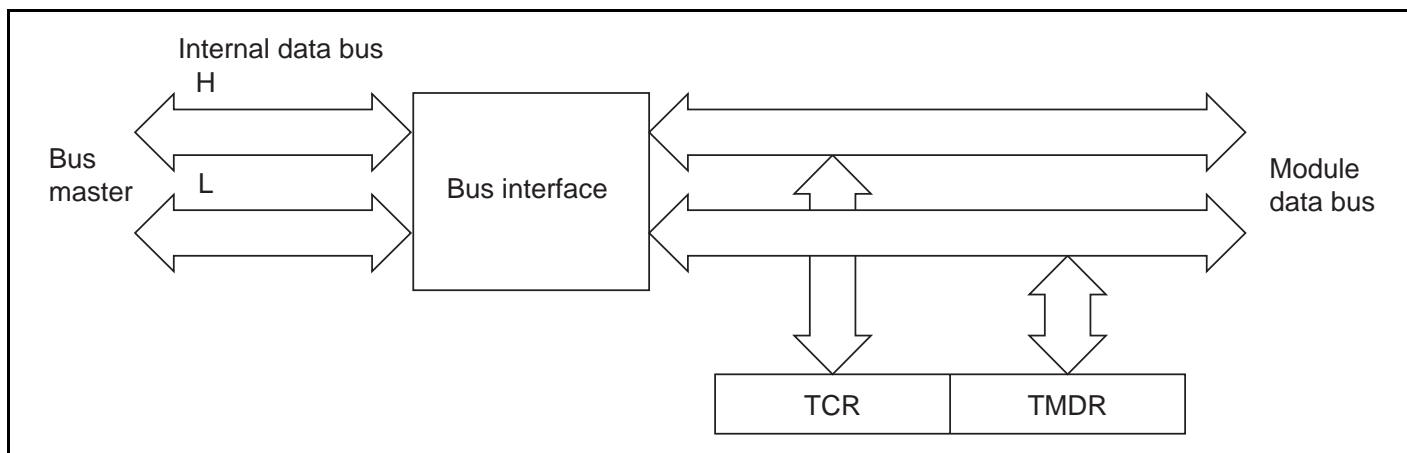 Internal data bus
H
Bus
master
L
Bus interface
Module
data bus
TCR
TMDR